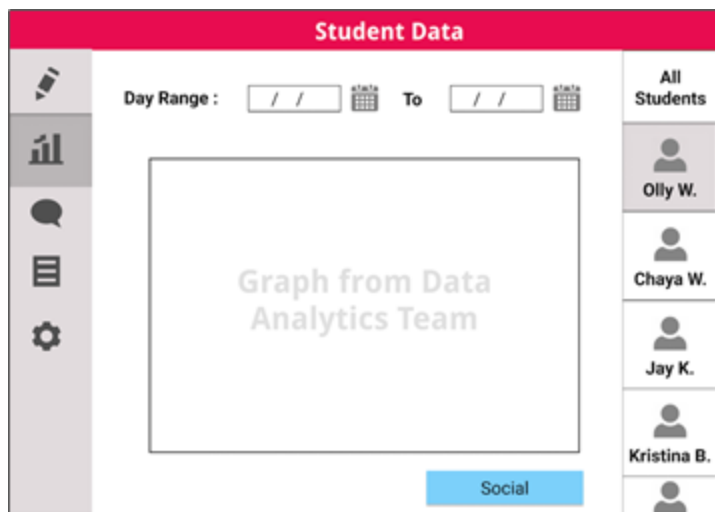 Student Data
Day Range : / / To / /
Graph from Data
Analytics Team
Social
All
Students
Olly W.
Chaya W.
Jay K.
Kristina B.